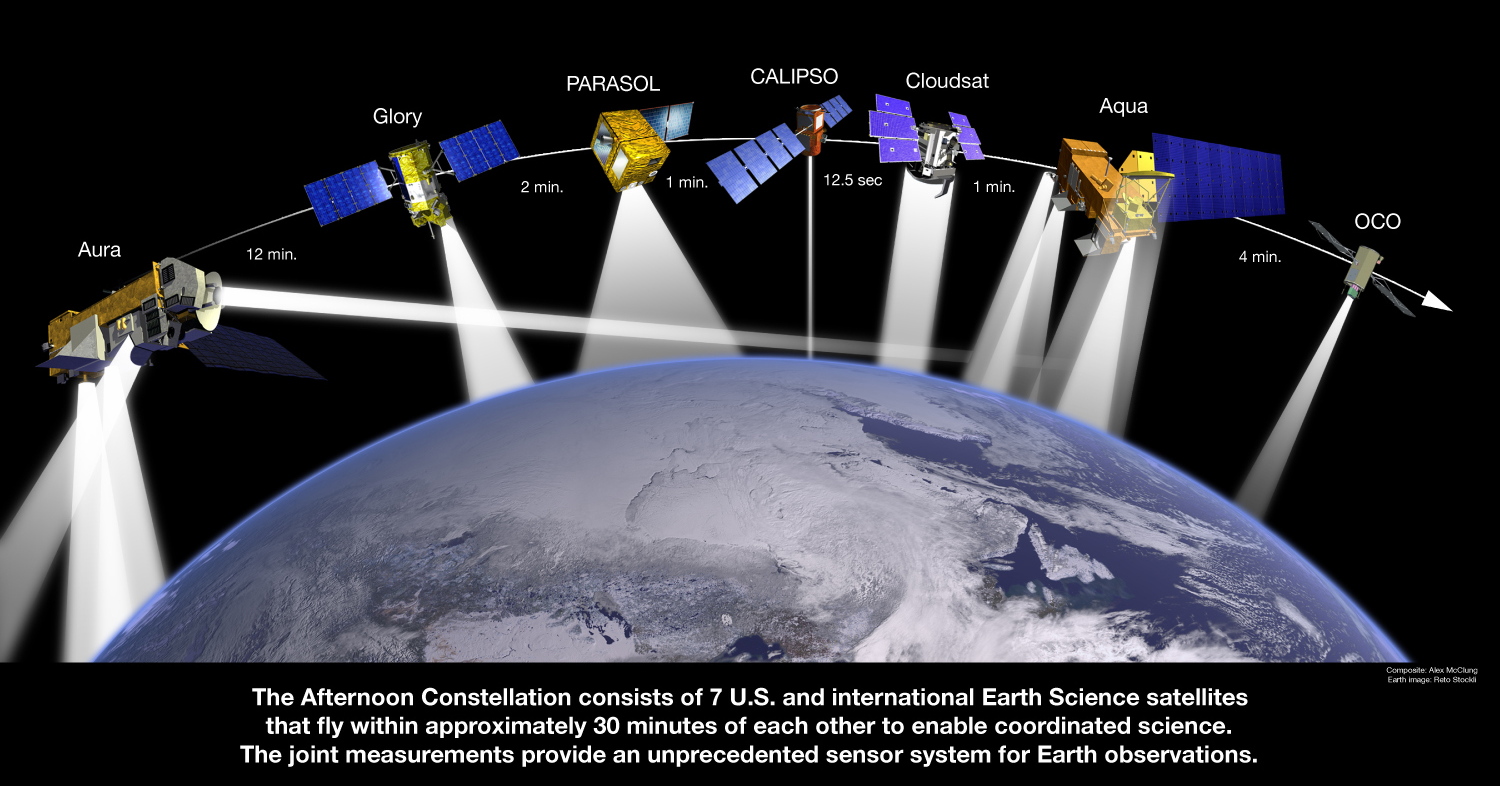 CALIPSO
Cloudsat
PARASOL
Aqua
Glory
OCO
Aura
2 min.
1 min.
12.5 sec
1 min.
12 min.
4 min.
Composite: Alex McClung
Earth image: Reto Stockli
The Afternoon Constellation consists of 7 U.S. and international Earth Science satellites
that fly within approximately 30 minutes of each other to enable coordinated science.
The joint measurements provide an unprecedented sensor system for Earth observations.